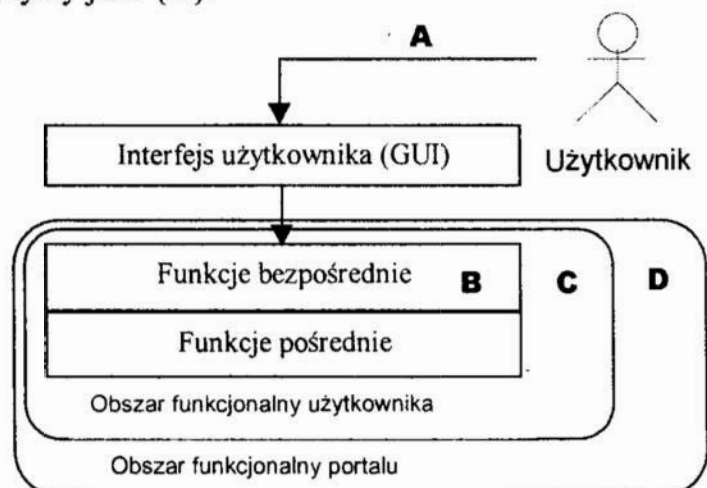 A
Interfejs użytkownika (GUI)
Użytkownik
Funkcje bezpośrednie B C D
Funkcje pośrednie
Obszar funkcjonalny użytkownika
Obszar funkcjonalny portalu